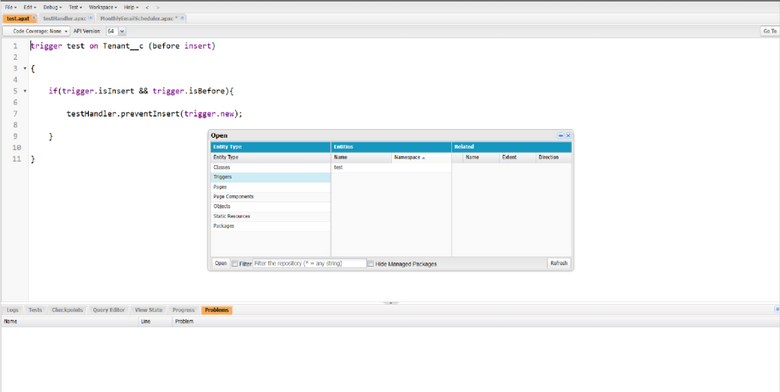 File Edit Debug Test Workspace Help < >
test.apxt testHandler.apxc MonthlyEmailScheduler.apxc *
Code Coverage: None API Version: 64 Go To
1 trigger test on Tenant__c (before insert)
2
3 {
4
5 if(trigger.isInsert && trigger.isBefore){
6
7 testHandler.preventInsert(trigger.new);
8
9 }
10
11 }
Open
Entity Type Entities Related
Entity Type Name Namespace Name Extent Direction
Classes test
Triggers
Pages
Page Components
Objects
Static Resources
Packages
Open Filter Filter the repository (* = any string) Hide Managed Packages Refresh
Logs Tests Checkpoints Query Editor View State Progress Problems
Name Line Problem